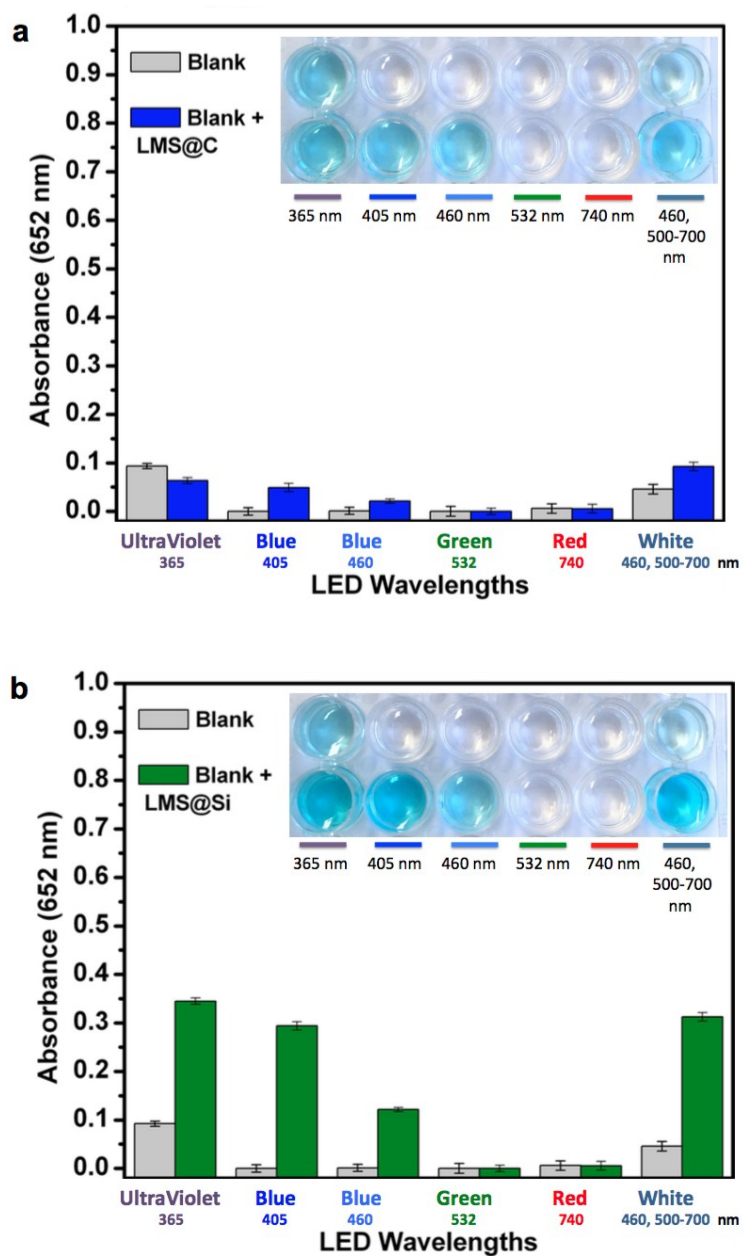 a
1.0
0.9
0.8
0.7
0.6
0.5
0.4
0.3
0.2
0.1
0.0
Absorbance (652 nm)
Blank
Blank +
LMS@C
365 nm
405 nm
460 nm
532 nm
740 nm
460,
500-700
nm
UltraViolet
365
Blue
405
Blue
460
Green
532
Red
740
White
460, 500-700 nm
LED Wavelengths
b
1.0
0.9
0.8
0.7
0.6
0.5
0.4
0.3
0.2
0.1
0.0
Absorbance (652 nm)
Blank
Blank +
LMS@Si
365 nm
405 nm
460 nm
532 nm
740 nm
460,
500-700
nm
UltraViolet
365
Blue
405
Blue
460
Green
532
Red
740
White
460, 500-700 nm
LED Wavelengths